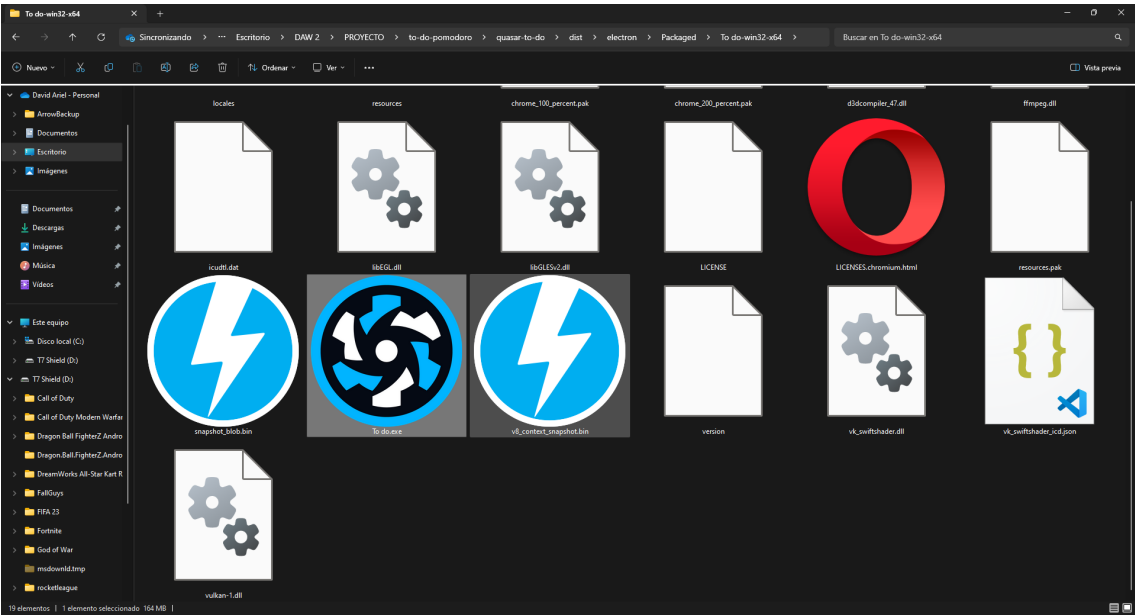 To do-win32-x64
Sincronizando > ··· Escritorio > DAW 2 > PROYECTO > to-do-pomodoro > quasar-to-do > dist > electron > Packaged > To do-win32-x64 >
Buscar en To do-win32-x64
Nuevo
Ordenar
Ver
Vista previa
David Ariel - Personal
ArrowBackup
Documentos
Escritorio
Imágenes
Documentos
Descargas
Imágenes
Música
Vídeos
Este equipo
Disco local (C:)
T7 Shield (D:)
T7 Shield (D:)
Call of Duty
Call of Duty Modern Warfar
Dragon Ball FighterZ Andro
Dragon.Ball.FighterZ.Andro
DreamWorks All-Star Kart R
FallGuys
FIFA 23
Fortnite
God of War
msdownld.tmp
rocketleague
locales
resources
chrome_100_percent.pak
chrome_200_percent.pak
d3dcompiler_47.dll
ffmpeg.dll
icudtl.dat
libEGL.dll
libGLESv2.dll
LICENSE
LICENSES.chromium.html
resources.pak
snapshot_blob.bin
To do.exe
v8_context_snapshot.bin
version
vk_swiftshader.dll
vk_swiftshader_icd.json
vulkan-1.dll
19 elementos | 1 elemento seleccionado 164 MB |